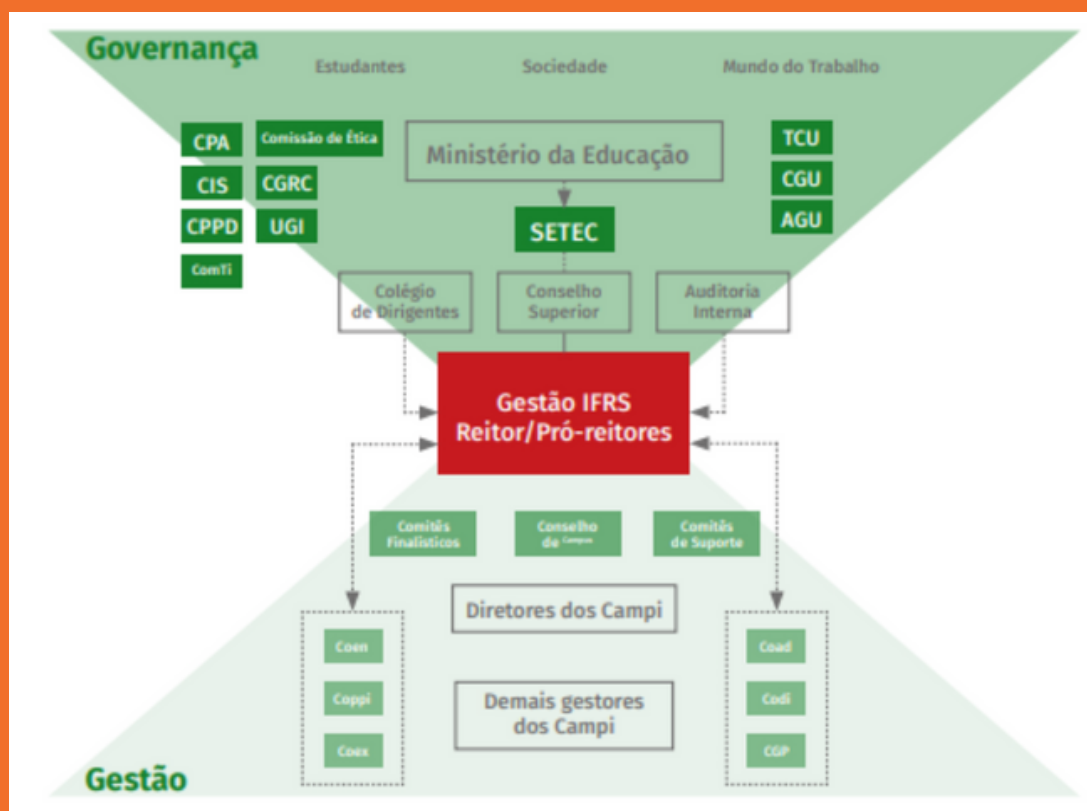 Governança
Estudantes
Sociedade
Mundo do Trabalho
CPA
Comissão de Ética
CIS
CGRC
CPPD
UGI
ComTi
Ministério da Educação
SETEC
TCU
CGU
AGU
Colégio
de Dirigentes
Conselho
Superior
Auditoria
Interna
Gestão IFRS
Reitor/Pró-reitores
Comitês
Finalísticos
Conselho
de Campus
Comitês
de Suporte
Diretores dos Campi
Demais gestores
dos Campi
Coen
Coppi
Coex
Coad
Codi
CGP
Gestão